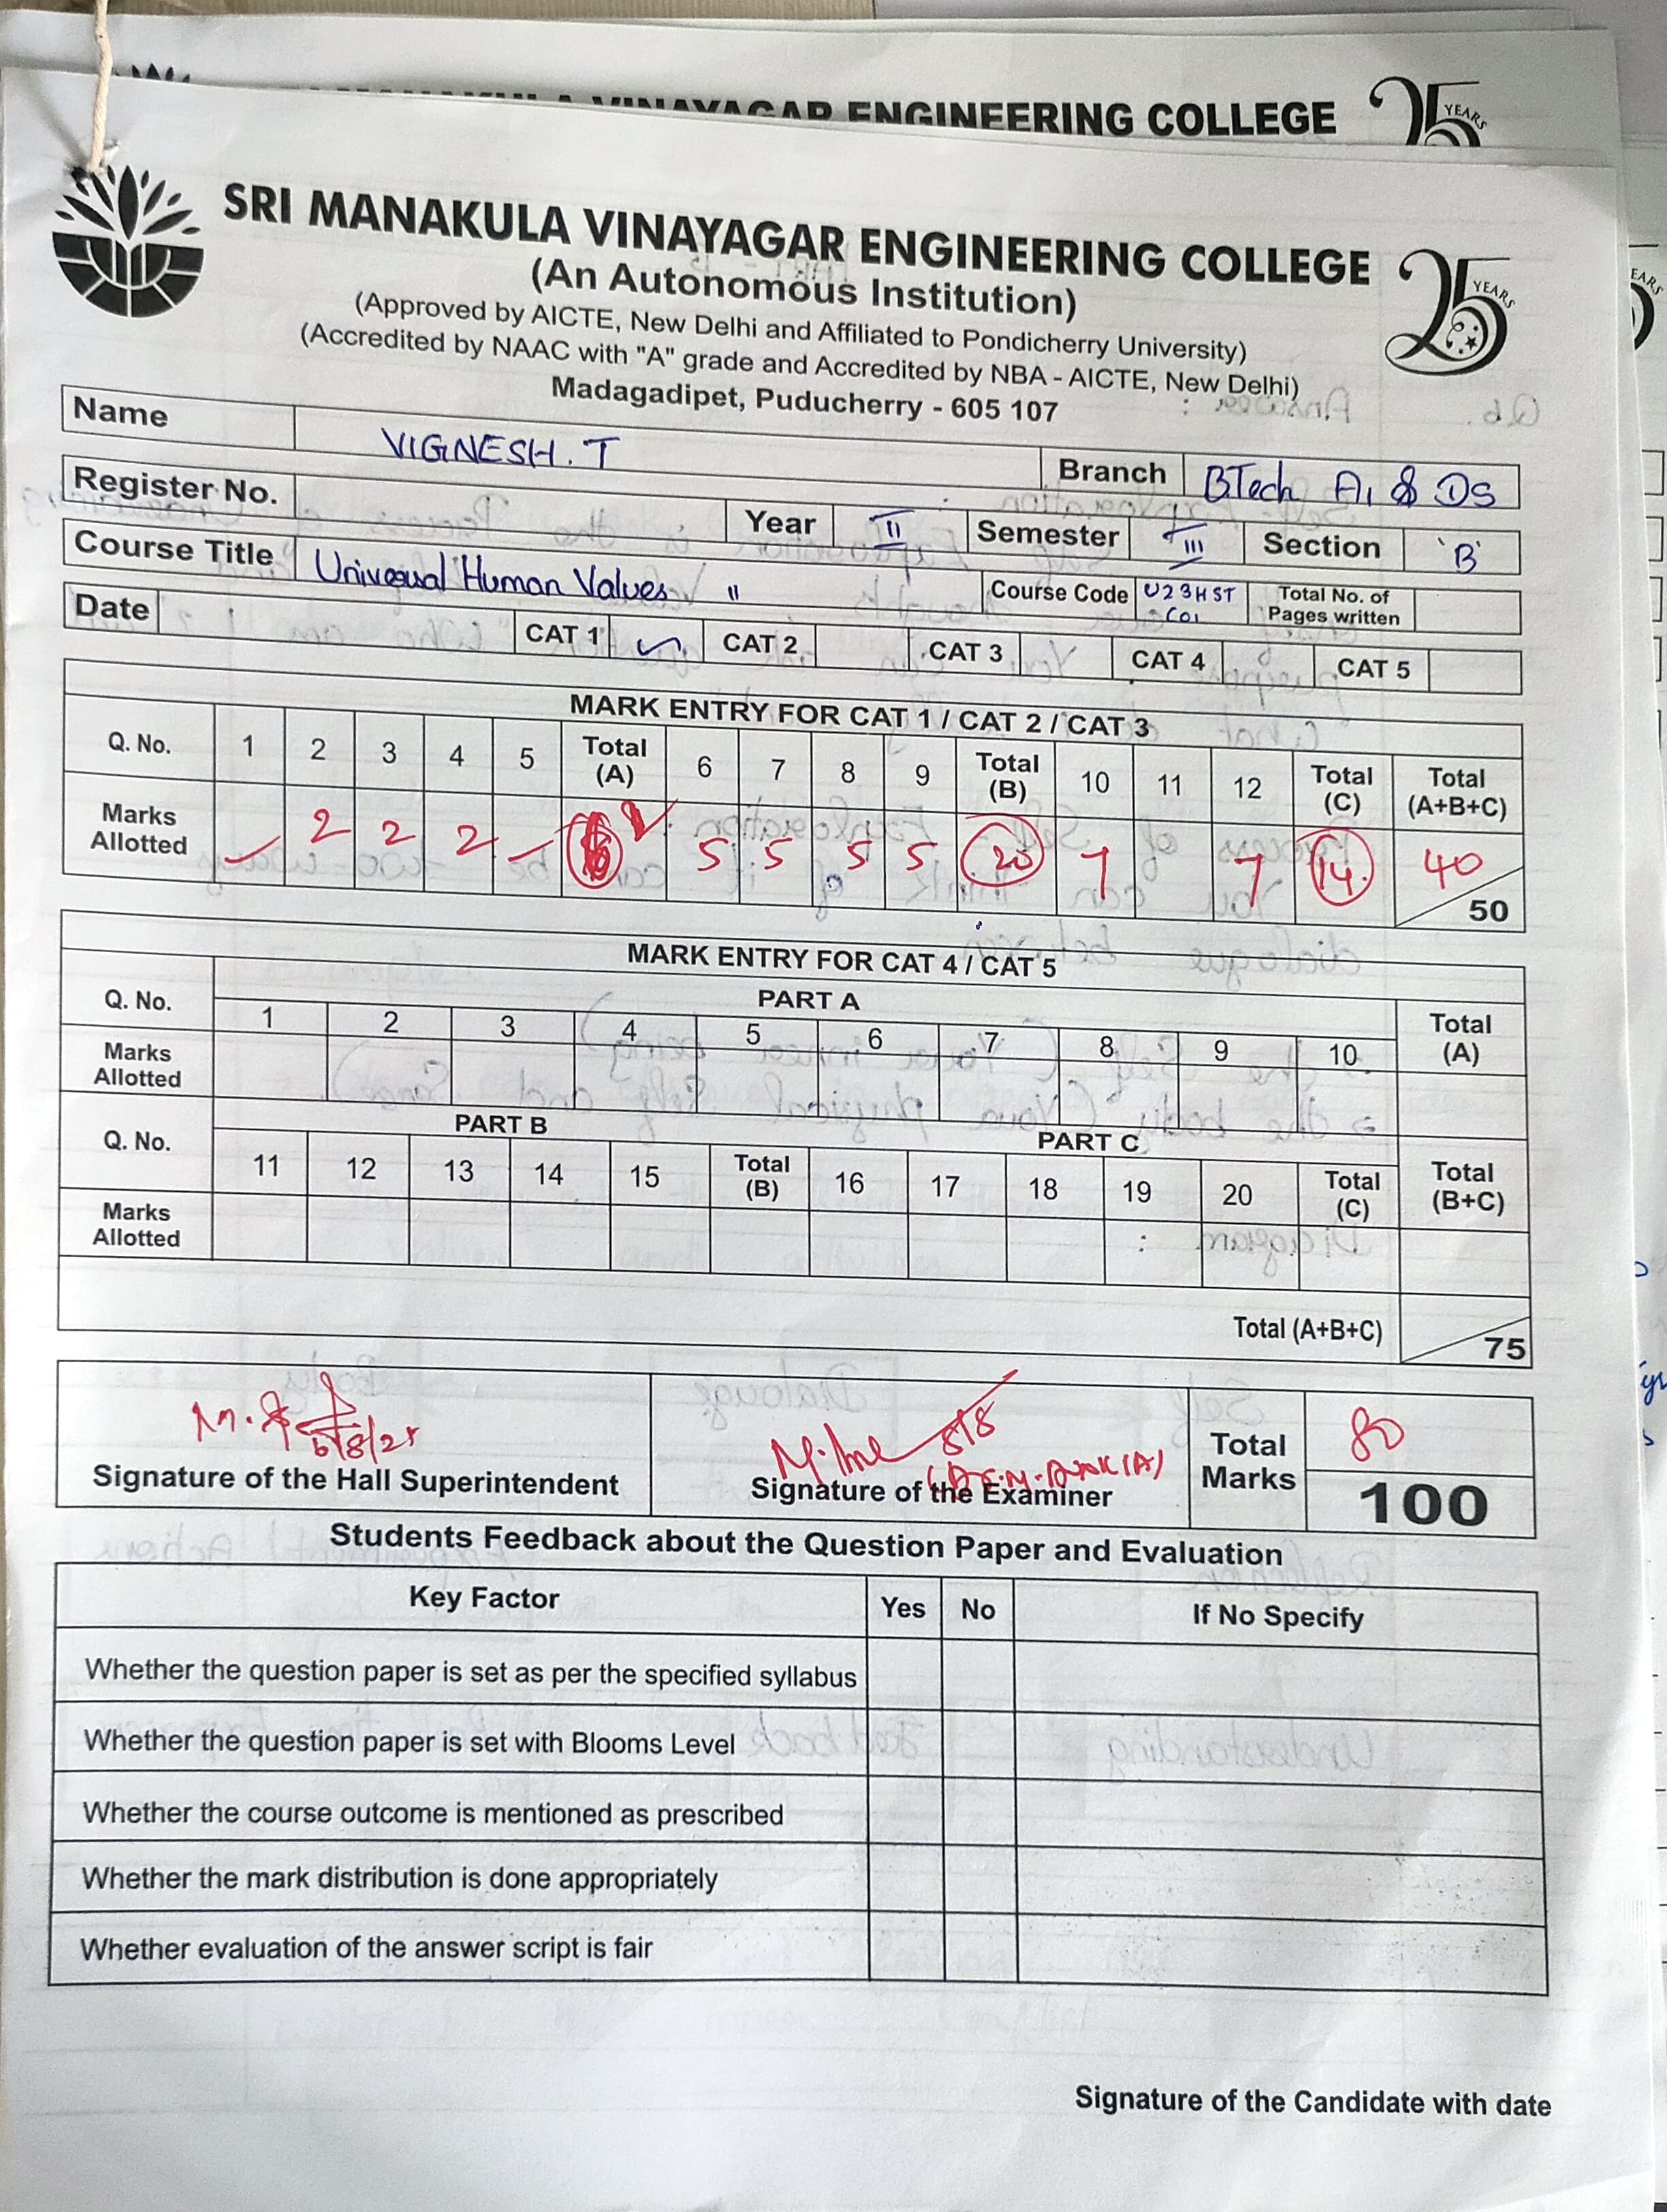 ENGINEERING COLLEGE
25 YEARS
SRI MANAKULA VINAYAGAR ENGINEERING COLLEGE
25 YEARS
(An Autonomous Institution)
(Approved by AICTE, New Delhi and Affiliated to Pondicherry University)
(Accredited by NAAC with "A" grade and Accredited by NBA - AICTE, New Delhi)
Madagadipet, Puducherry - 605 107
Name VIGNESH. T Branch BTech AI & DS
Register No. Year II Semester III Section 'B'
Course Title Universal Human Values " Course Code U23HSTC01 Total No. of Pages written
Date CAT 1 CAT 2 CAT 3 CAT 4 CAT 5
MARK ENTRY FOR CAT 1 / CAT 2 / CAT 3
Q. No. 1 2 3 4 5 Total (A) 6 7 8 9 Total (B) 10 11 12 Total (C) Total (A+B+C)
Marks Allotted - 2 2 2 - 6 5 5 5 5 20 7 7 14. 40/50
MARK ENTRY FOR CAT 4 / CAT 5
PART A
Q. No. 1 2 3 4 5 6 7 8 9 10 Total (A)
Marks Allotted
PART B PART C
Q. No. 11 12 13 14 15 Total (B) 16 17 18 19 20 Total (C) Total (B+C)
Marks Allotted
Total (A+B+C) 75
8/8
Signature of the Hall Superintendent
Signature of the Examiner
Total Marks 80
100
Students Feedback about the Question Paper and Evaluation
Key Factor Yes No If No Specify
Whether the question paper is set as per the specified syllabus
Whether the question paper is set with Blooms Level
Whether the course outcome is mentioned as prescribed
Whether the mark distribution is done appropriately
Whether evaluation of the answer script is fair
Signature of the Candidate with date